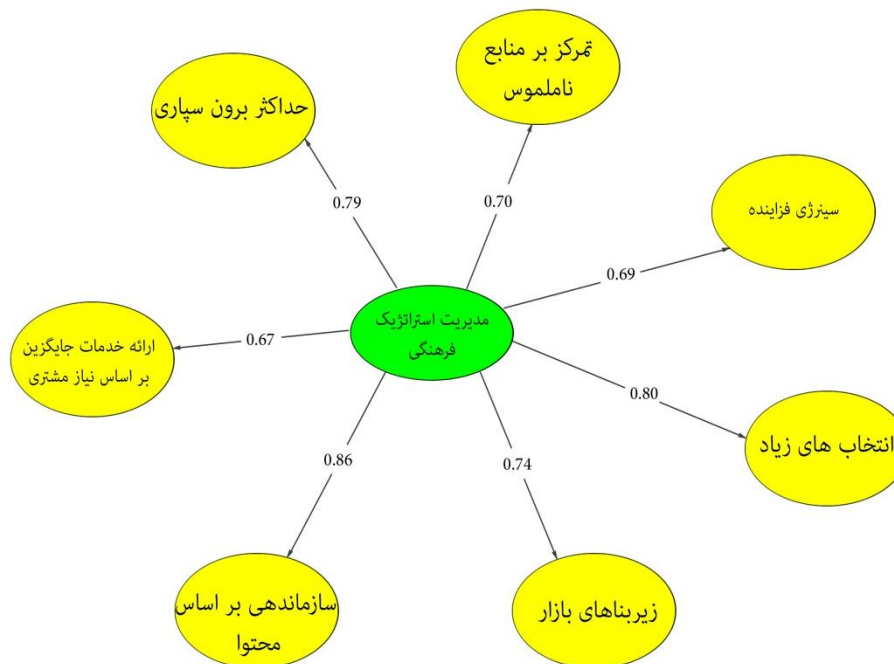 تمرکز بر منابع
ناملموس
حداکثر برون سپاری
سینرژی فزاینده
0.79
0.70
0.69
مدیریت استراتژیک
فرهنگی
0.67
ارائه خدمات جایگزین
بر اساس نیاز مشتری
0.80
انتخاب های زیاد
0.86
0.74
سازماندهی بر اساس
محتوا
زیربناهای بازار